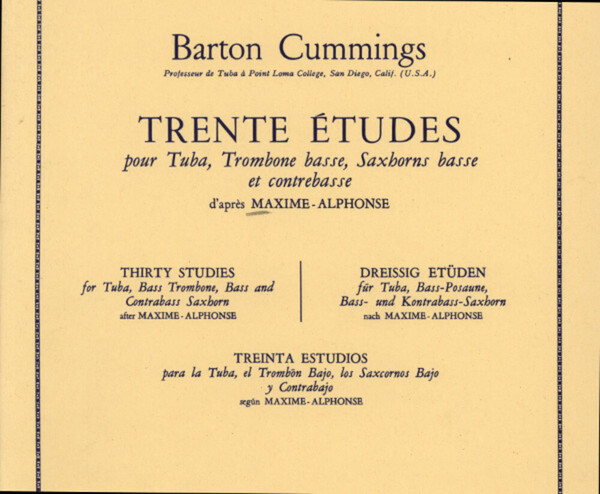 Barton Cummings
Professeur de Tuba à Point Loma College, San Diego, Calif. (U.S.A.)
TRENTE ÉTUDES
pour Tuba, Trombone basse, Saxhorns basse
et contrebasse
d'après MAXIME-ALPHONSE
THIRTY STUDIES
for Tuba, Bass Trombone, Bass and
Contrabass Saxhorn
after MAXIME-ALPHONSE
DREISSIG ETÜDEN
für Tuba, Bass-Posaune,
Bass- und Kontrabass-Saxhorn
nach MAXIME-ALPHONSE
TREINTA ESTUDIOS
para la Tuba, el Trombön Bajo, los Saxcornos Bajo
y Contrabajo
segün MAXIME-ALPHONSE